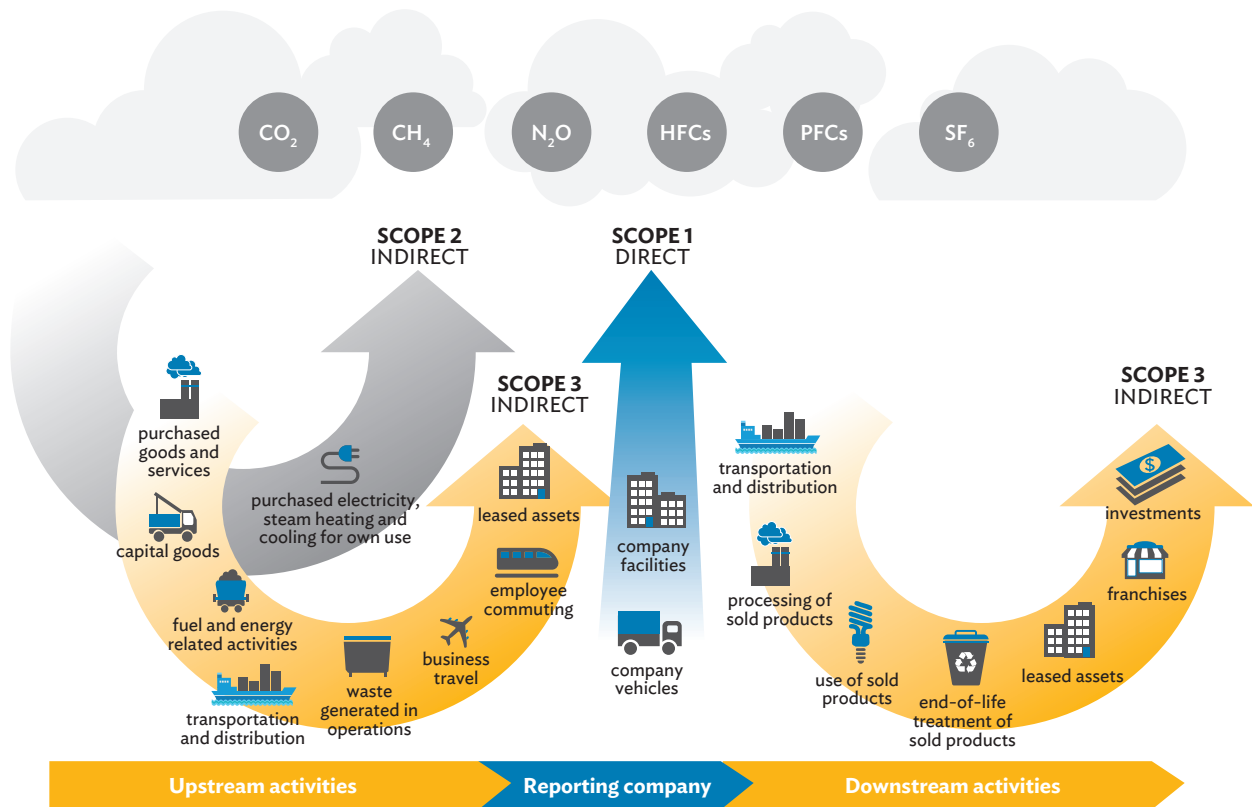 CO₂
CH₄
N₂O
HFCs
PFCs
SF₆
SCOPE 2
INDIRECT
SCOPE 1
DIRECT
SCOPE 3
INDIRECT
SCOPE 3
INDIRECT
purchased
goods and
services
capital goods
fuel and energy
related activities
transportation
and distribution
waste
generated in
operations
business
travel
employee
commuting
leased assets
purchased electricity,
steam heating and
cooling for own use
company
facilities
company
vehicles
transportation
and distribution
processing of
sold products
use of sold
products
end-of-life
treatment of
sold products
leased assets
franchises
$
investments
Upstream activities
Reporting company
Downstream activities